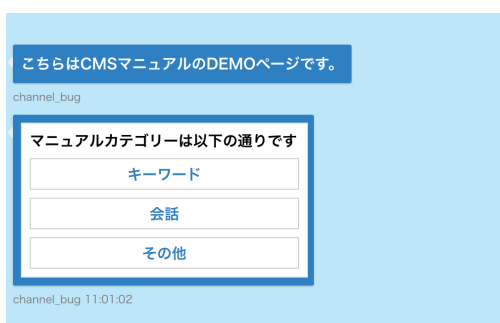 こちらはCMSマニュアルのDEMOページです。
channel_bug
マニュアルカテゴリーは以下の通りです
キーワード
会話
その他
channel_bug 11:01:02